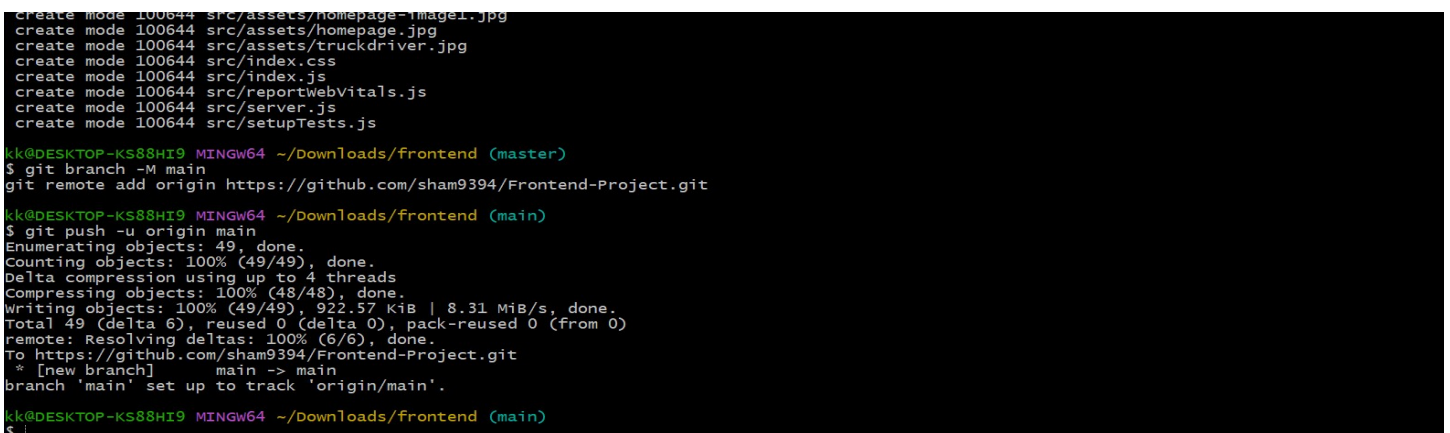 create mode 100644 src/assets/homepage-image1.jpg
create mode 100644 src/assets/homepage.jpg
create mode 100644 src/assets/truckdriver.jpg
create mode 100644 src/index.css
create mode 100644 src/index.js
create mode 100644 src/reportWebVitals.js
create mode 100644 src/server.js
create mode 100644 src/setupTests.js
kk@DESKTOP-KS88HI9 MINGW64 ~/Downloads/frontend (master)
$ git branch -M main
git remote add origin https://github.com/sham9394/Frontend-Project.git
kk@DESKTOP-KS88HI9 MINGW64 ~/Downloads/frontend (main)
$ git push -u origin main
Enumerating objects: 49, done.
Counting objects: 100% (49/49), done.
Delta compression using up to 4 threads
Compressing objects: 100% (48/48), done.
Writing objects: 100% (49/49), 922.57 KiB | 8.31 MiB/s, done.
Total 49 (delta 6), reused 0 (delta 0), pack-reused 0 (from 0)
remote: Resolving deltas: 100% (6/6), done.
To https://github.com/sham9394/Frontend-Project.git
 * [new branch]      main -> main
branch 'main' set up to track 'origin/main'.
kk@DESKTOP-KS88HI9 MINGW64 ~/Downloads/frontend (main)
$